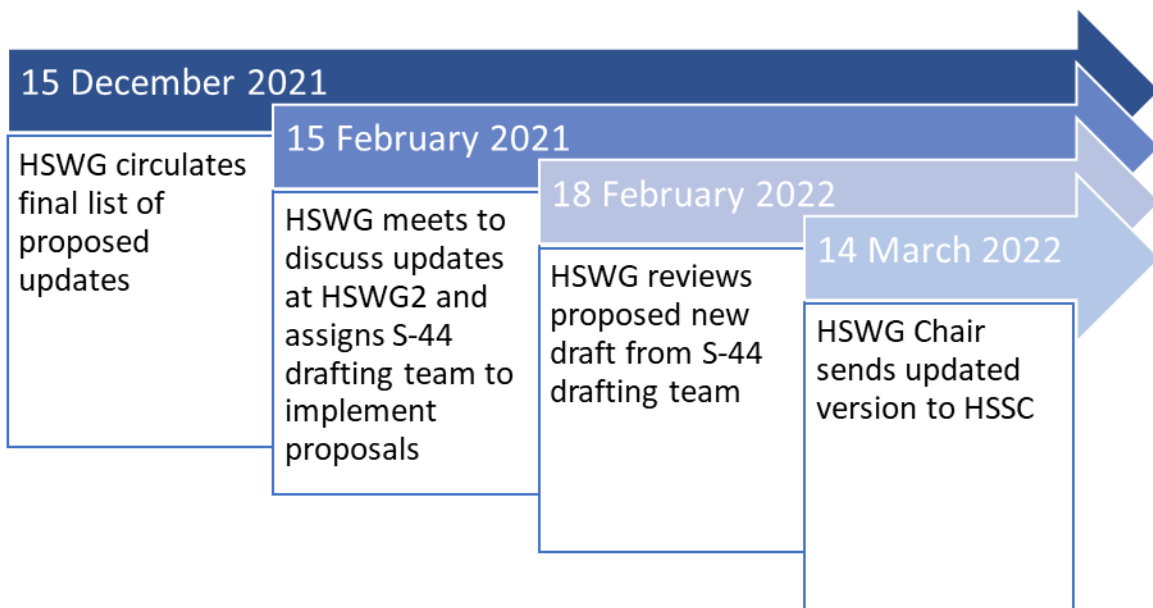 15 December 2021
HSWG circulates
final list of
proposed
updates
15 February 2021
HSWG meets to
discuss updates
at HSWG2 and
assigns S-44
drafting team to
implement
proposals
18 February 2022
HSWG reviews
proposed new
draft from S-44
drafting team
14 March 2022
HSWG Chair
sends updated
version to HSSC